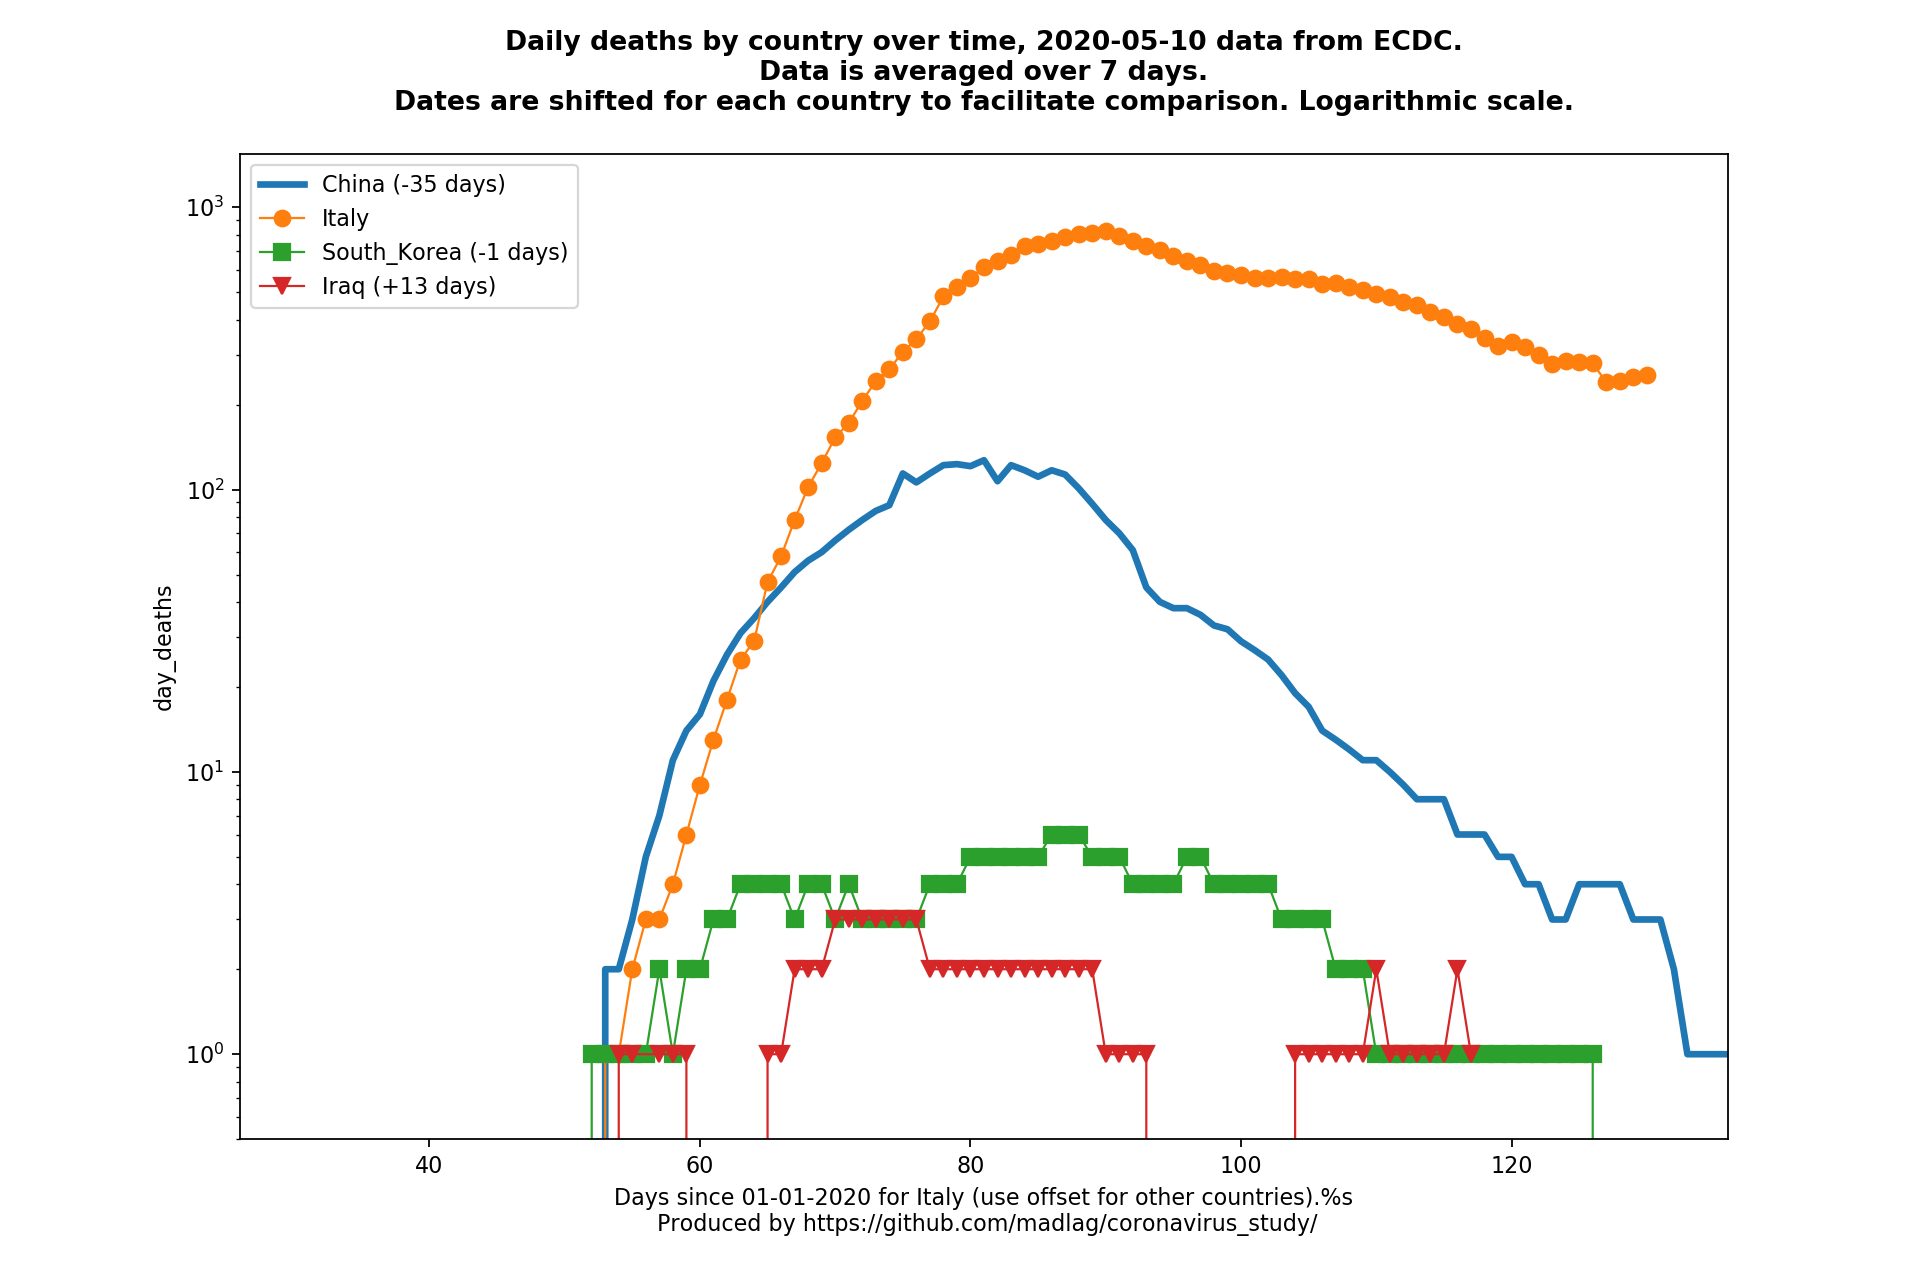 Daily deaths by country over time, 2020-05-10 data from ECDC.
Data is averaged over 7 days.
Dates are shifted for each country to facilitate comparison. Logarithmic scale.
China (-35 days)
Italy
South_Korea (-1 days)
Iraq (+13 days)
10³
10²
10¹
10⁰
day_deaths
40 60 80 100 120
Days since 01-01-2020 for Italy (use offset for other countries).%s
Produced by https://github.com/madlag/coronavirus_study/